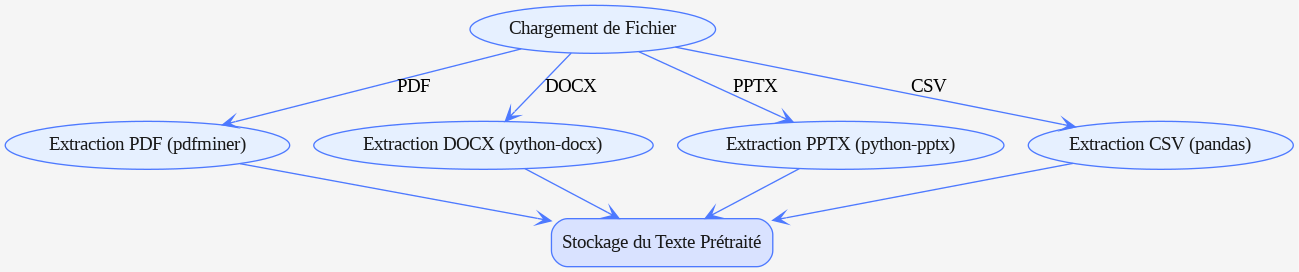 Chargement de Fichier
PDF
DOCX
PPTX
CSV
Extraction PDF (pdfminer)
Extraction DOCX (python-docx)
Extraction PPTX (python-pptx)
Extraction CSV (pandas)
Stockage du Texte Prétraité